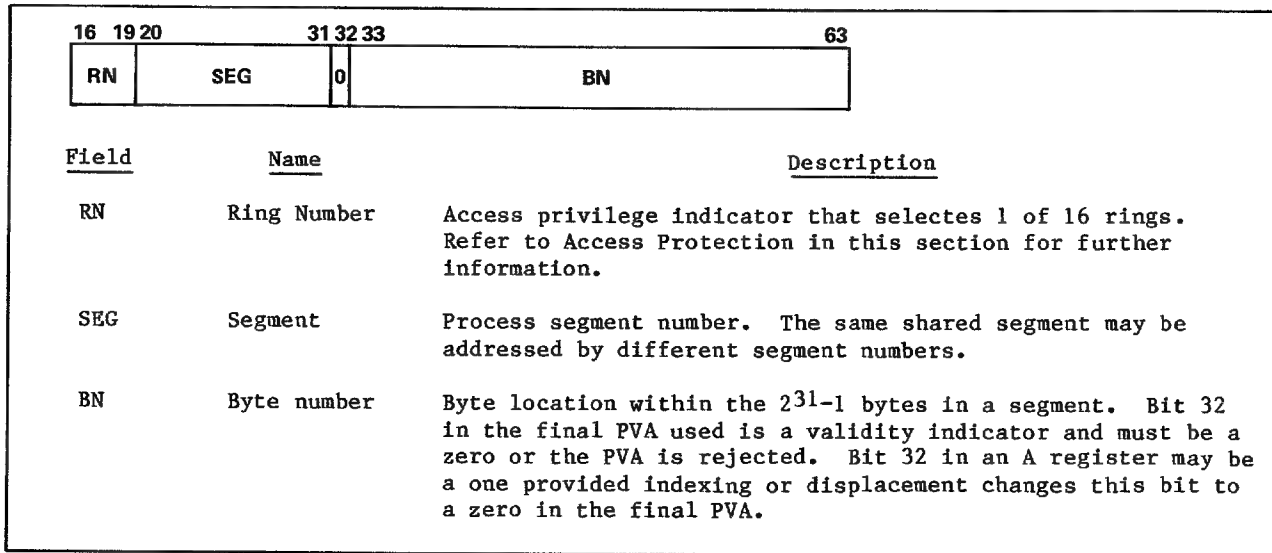 16 19 20 31 32 33 63
RN SEG 0 BN
Field Name Description
RN Ring Number Access privilege indicator that selectes 1 of 16 rings.
Refer to Access Protection in this section for further
information.
SEG Segment Process segment number. The same shared segment may be
addressed by different segment numbers.
BN Byte number Byte location within the 2^31-1 bytes in a segment. Bit 32
in the final PVA used is a validity indicator and must be a
zero or the PVA is rejected. Bit 32 in an A register may be
a one provided indexing or displacement changes this bit to
a zero in the final PVA.